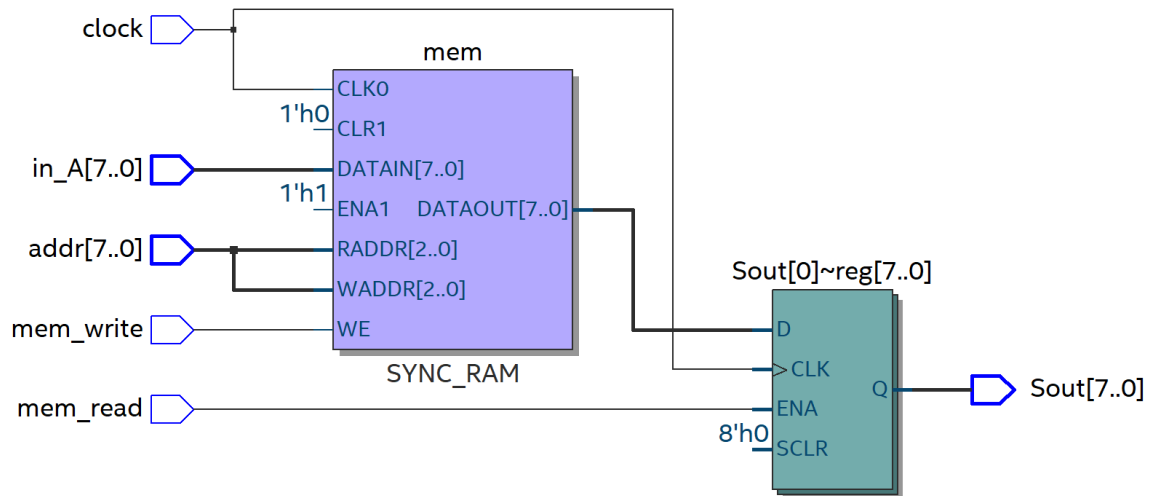 clock
mem
CLK0
1'h0
CLR1
in_A[7..0]
DATAIN[7..0]
1'h1
ENA1 DATAOUT[7..0]
addr[7..0]
RADDR[2..0]
WADDR[2..0]
mem_write
WE
SYNC_RAM
mem_read
Sout[0]~reg[7..0]
D
CLK
Q
ENA
8'h0
SCLR
Sout[7..0]